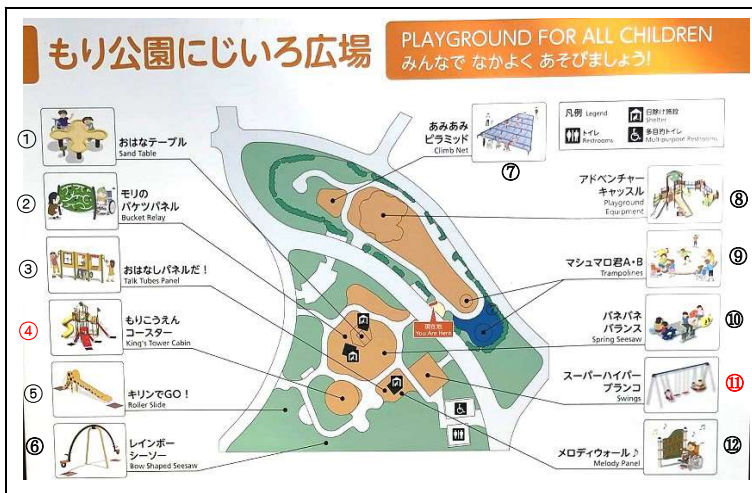 もり公園にじいろ広場
PLAYGROUND FOR ALL CHILDREN
みんなで なかよく あそびましょう!
凡例 Legend
トイレ
Restrooms
日除け施設
Shelter
多目的トイレ
Multi-purpose Restrooms
①
おはなテーブル
Sand Table
②
モリの
バケツパネル
Bucket Relay
③
おはなしパネルだ!
Talk Tubes Panel
④
もりこうえん
コースター
King's Tower Cabin
⑤
キリンでGO!
Roller Slide
⑥
レインボー
シーソー
Bow Shaped Seesaw
あみあみ
ピラミッド
Climb Net
⑦
アドベンチャー
キャッスル
Playground
Equipment
⑧
マシュマロ君A・B
Trampolines
⑨
バネバネ
バランス
Spring Seesaw
⑩
スーパーハイパー
ブランコ
Swings
⑪
メロディウォール♪
Melody Panel
⑫
現在地
You Are Here